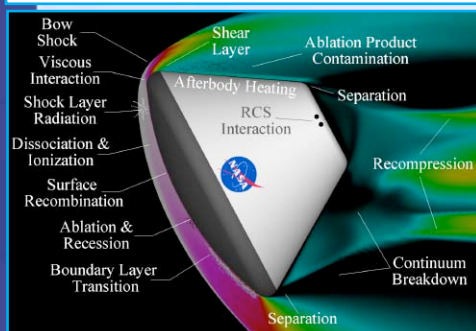 Bow
Shock
Viscous
Interaction
Shock Layer
Radiation
Dissociation &
Ionization
Surface
Recombination
Ablation &
Recession
Boundary Layer
Transition
Shear
Layer
Ablation Product
Contamination
Afterbody Heating
Separation
RCS
Interaction
NASA
Recompression
Continuum
Breakdown
Separation